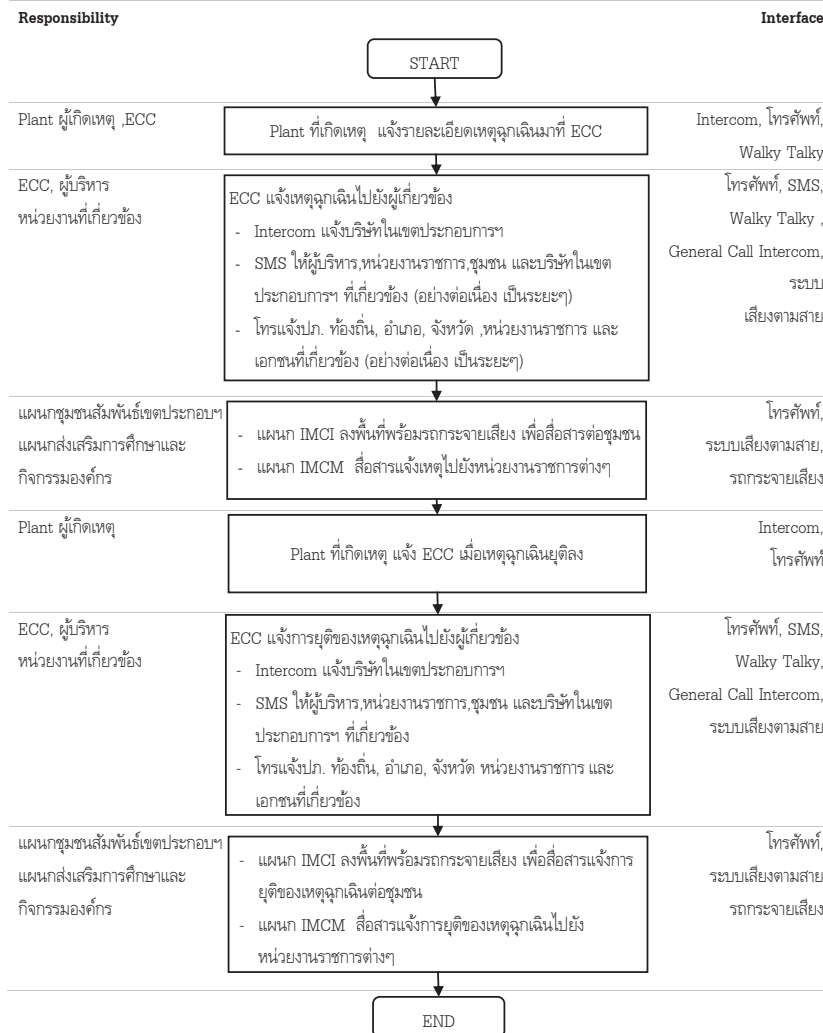 Responsibility
Interface
START
Plant ผู้เกิดเหตุ ,ECC
Plant ที่เกิดเหตุ แจ้งรายละเอียดเหตุฉุกเฉินมาที่ ECC
Intercom, โทรศัพท์,
Walky Talky
ECC, ผู้บริหาร
หน่วยงานที่เกี่ยวข้อง
ECC แจ้งเหตุฉุกเฉินไปยังผู้เกี่ยวข้อง
- Intercom แจ้งบริษัทในเขตประกอบการฯ
- SMS ให้ผู้บริหาร,หน่วยงานราชการ,ชุมชน และบริษัทในเขต
ประกอบการฯ ที่เกี่ยวข้อง (อย่างต่อเนื่อง เป็นระยะๆ)
- โทรแจ้งปภ. ท้องถิ่น, อำเภอ, จังหวัด ,หน่วยงานราชการ และ
เอกชนที่เกี่ยวข้อง (อย่างต่อเนื่อง เป็นระยะๆ)
โทรศัพท์, SMS,
Walky Talky ,
General Call Intercom,
ระบบ
เสียงตามสาย
แผนกชุมชนสัมพันธ์เขตประกอบฯ
แผนกส่งเสริมการศึกษาและ
กิจกรรมองค์กร
- แผนก IMCI ลงพื้นที่พร้อมรถกระจายเสียง เพื่อสื่อสารต่อชุมชน
- แผนก IMCM สื่อสารแจ้งเหตุไปยังหน่วยงานราชการต่างๆ
โทรศัพท์,
ระบบเสียงตามสาย,
รถกระจายเสียง
Plant ผู้เกิดเหตุ
Plant ที่เกิดเหตุ แจ้ง ECC เมื่อเหตุฉุกเฉินยุติลง
Intercom,
โทรศัพท์
ECC, ผู้บริหาร
หน่วยงานที่เกี่ยวข้อง
ECC แจ้งการยุติของเหตุฉุกเฉินไปยังผู้เกี่ยวข้อง
- Intercom แจ้งบริษัทในเขตประกอบการฯ
- SMS ให้ผู้บริหาร,หน่วยงานราชการ,ชุมชน และบริษัทในเขต
ประกอบการฯ ที่เกี่ยวข้อง
- โทรแจ้งปภ. ท้องถิ่น, อำเภอ, จังหวัด หน่วยงานราชการ และ
เอกชนที่เกี่ยวข้อง
โทรศัพท์, SMS,
Walky Talky,
General Call Intercom,
ระบบเสียงตามสาย
แผนกชุมชนสัมพันธ์เขตประกอบฯ
แผนกส่งเสริมการศึกษาและ
กิจกรรมองค์กร
- แผนก IMCI ลงพื้นที่พร้อมรถกระจายเสียง เพื่อสื่อสารแจ้งการ
ยุติของเหตุฉุกเฉินต่อชุมชน
- แผนก IMCM สื่อสารแจ้งการยุติของเหตุฉุกเฉินไปยัง
หน่วยงานราชการต่างๆ
โทรศัพท์,
ระบบเสียงตามสาย
รถกระจายเสียง
END